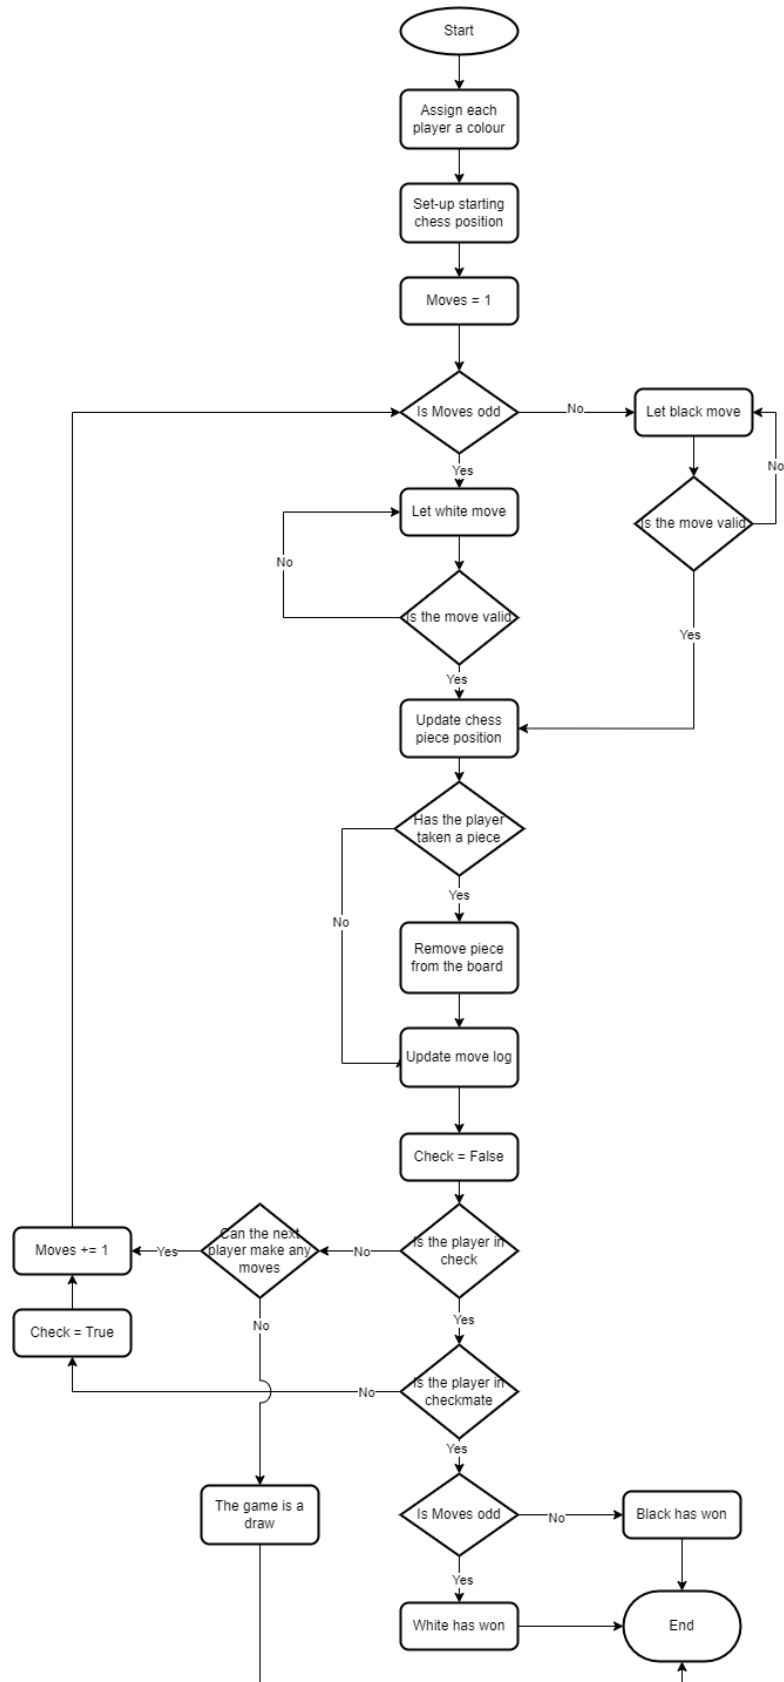 Start
Assign each
player a colour
Set-up starting
chess position
Moves = 1
Is Moves odd
No
Let black move
No
Yes
Let white move
Is the move valid
No
Is the move valid
Yes
Yes
Update chess
piece position
Has the player
taken a piece
Yes
No
Remove piece
from the board
Update move log
Check = False
Can the next
player make any
moves
Is the player in
check
Moves += 1
Yes
No
No
Yes
Check = True
Is the player in
checkmate
No
Yes
The game is a
draw
Is Moves odd
No
Black has won
Yes
White has won
End